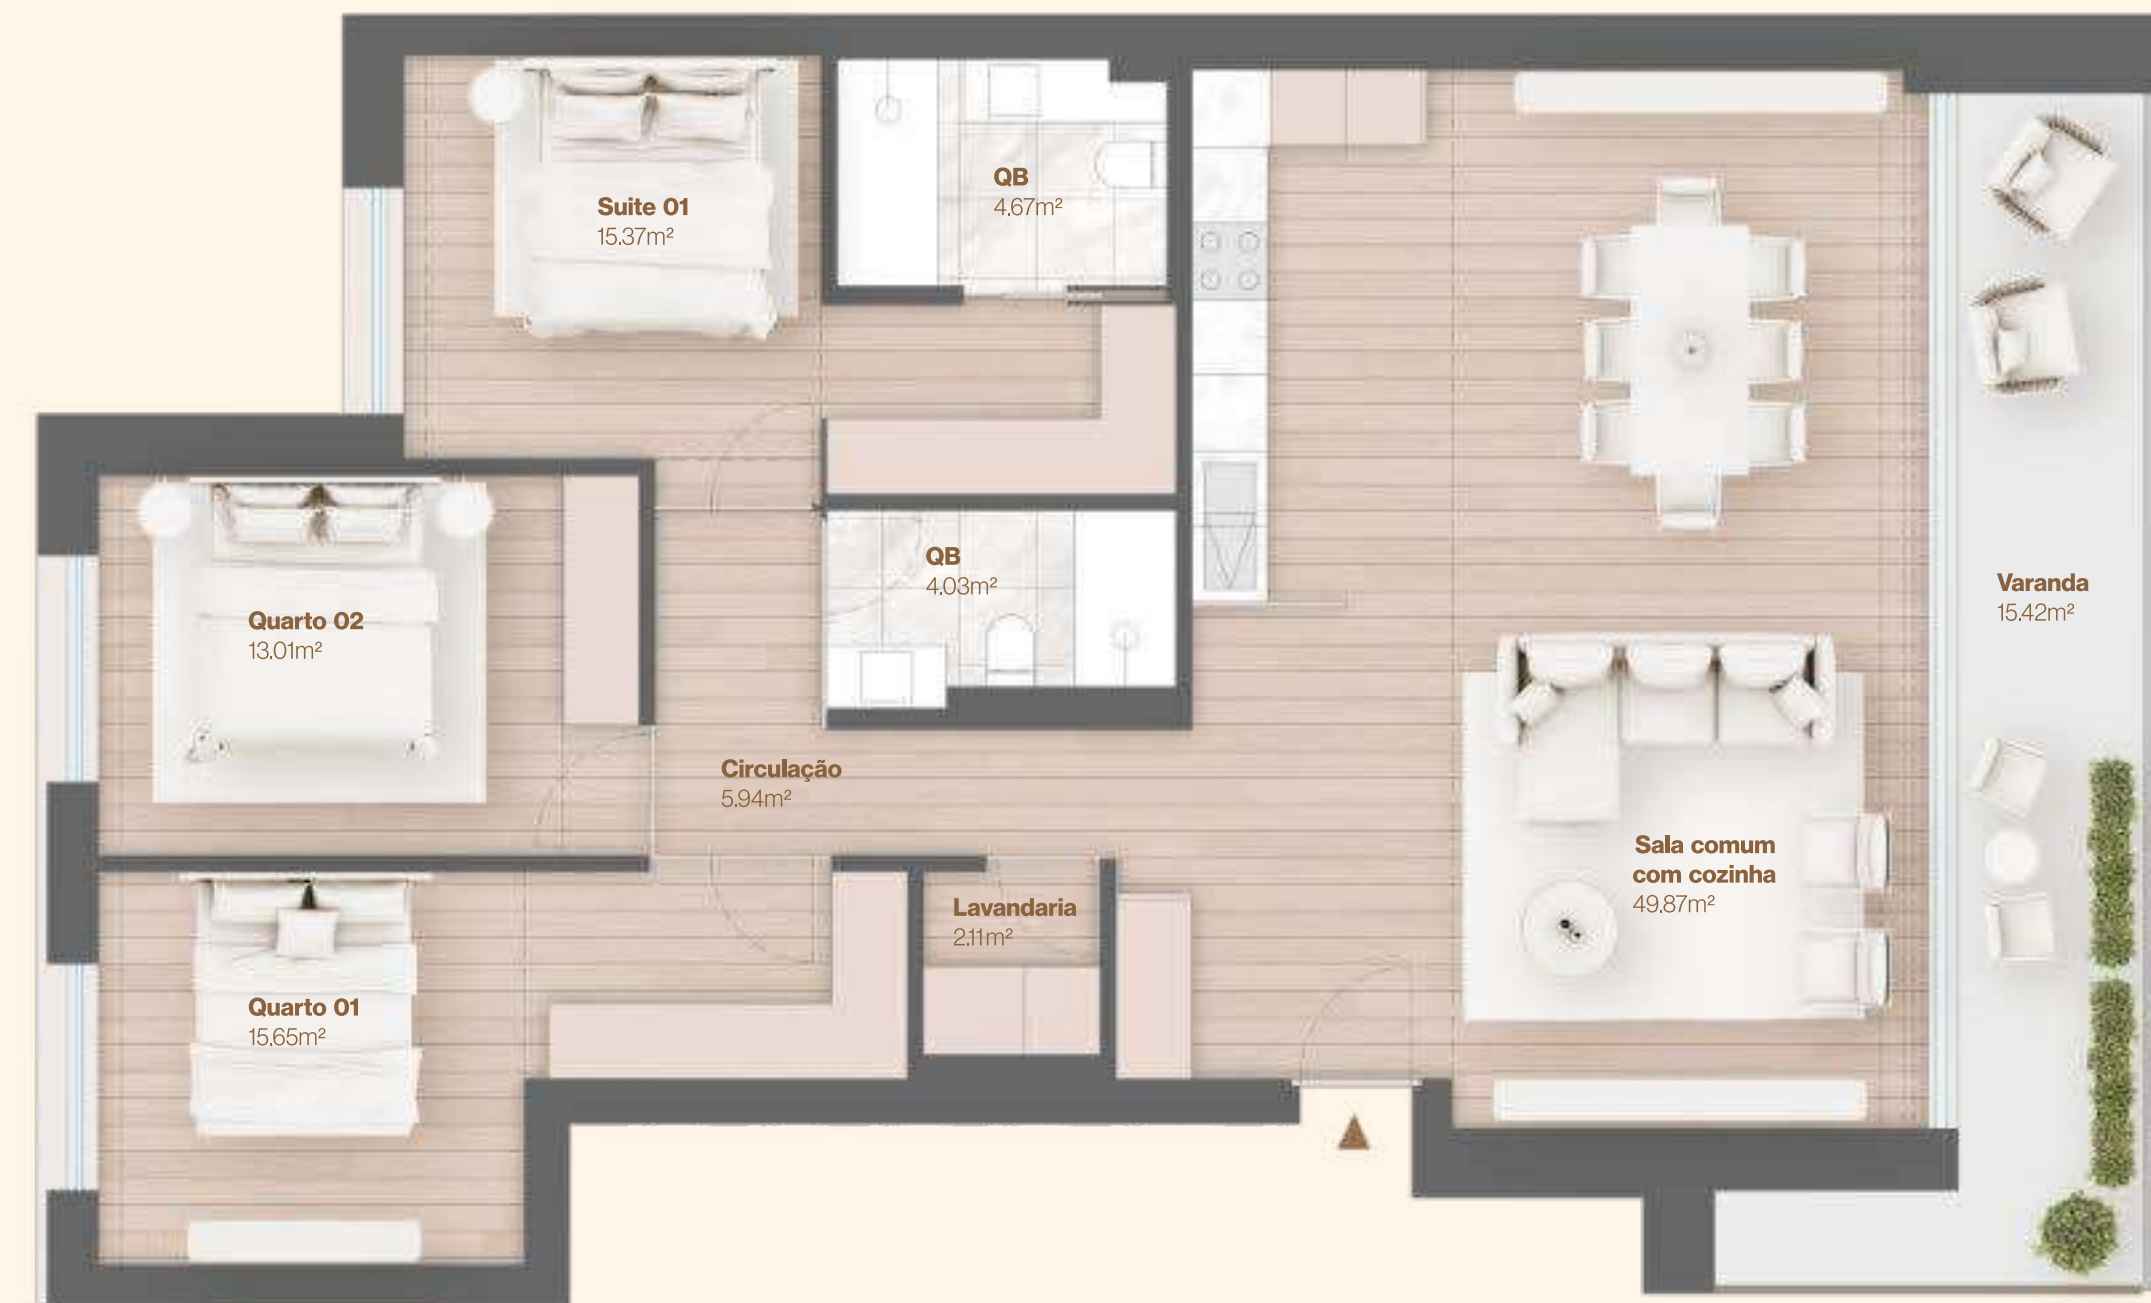 Suite 01
15.37m²
QB
4.67m²
QB
4.03m²
Quarto 02
13.01m²
Varanda
15.42m²
Circulação
5.94m²
Sala comum
com cozinha
49.87m²
Lavandaria
2.11m²
Quarto 01
15.65m²